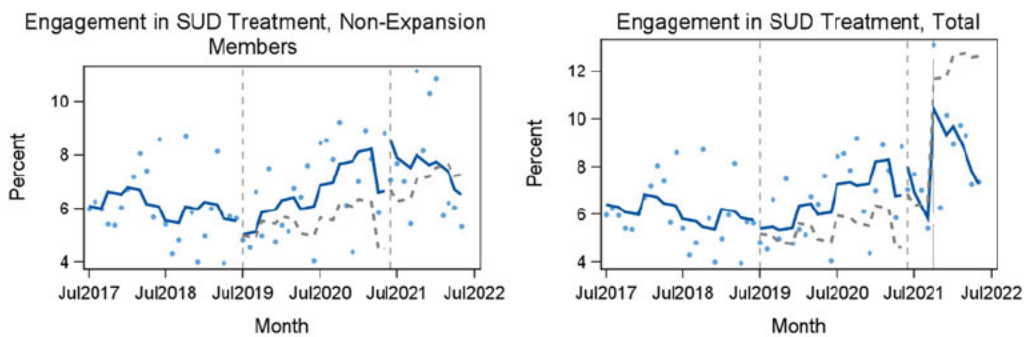 Engagement in SUD Treatment, Non-Expansion
Members
Percent
10
8
6
4
Jul2017 Jul2018 Jul2019 Jul2020 Jul2021 Jul2022
Month
Engagement in SUD Treatment, Total
Percent
12
10
8
6
4
Jul2017 Jul2018 Jul2019 Jul2020 Jul2021 Jul2022
Month